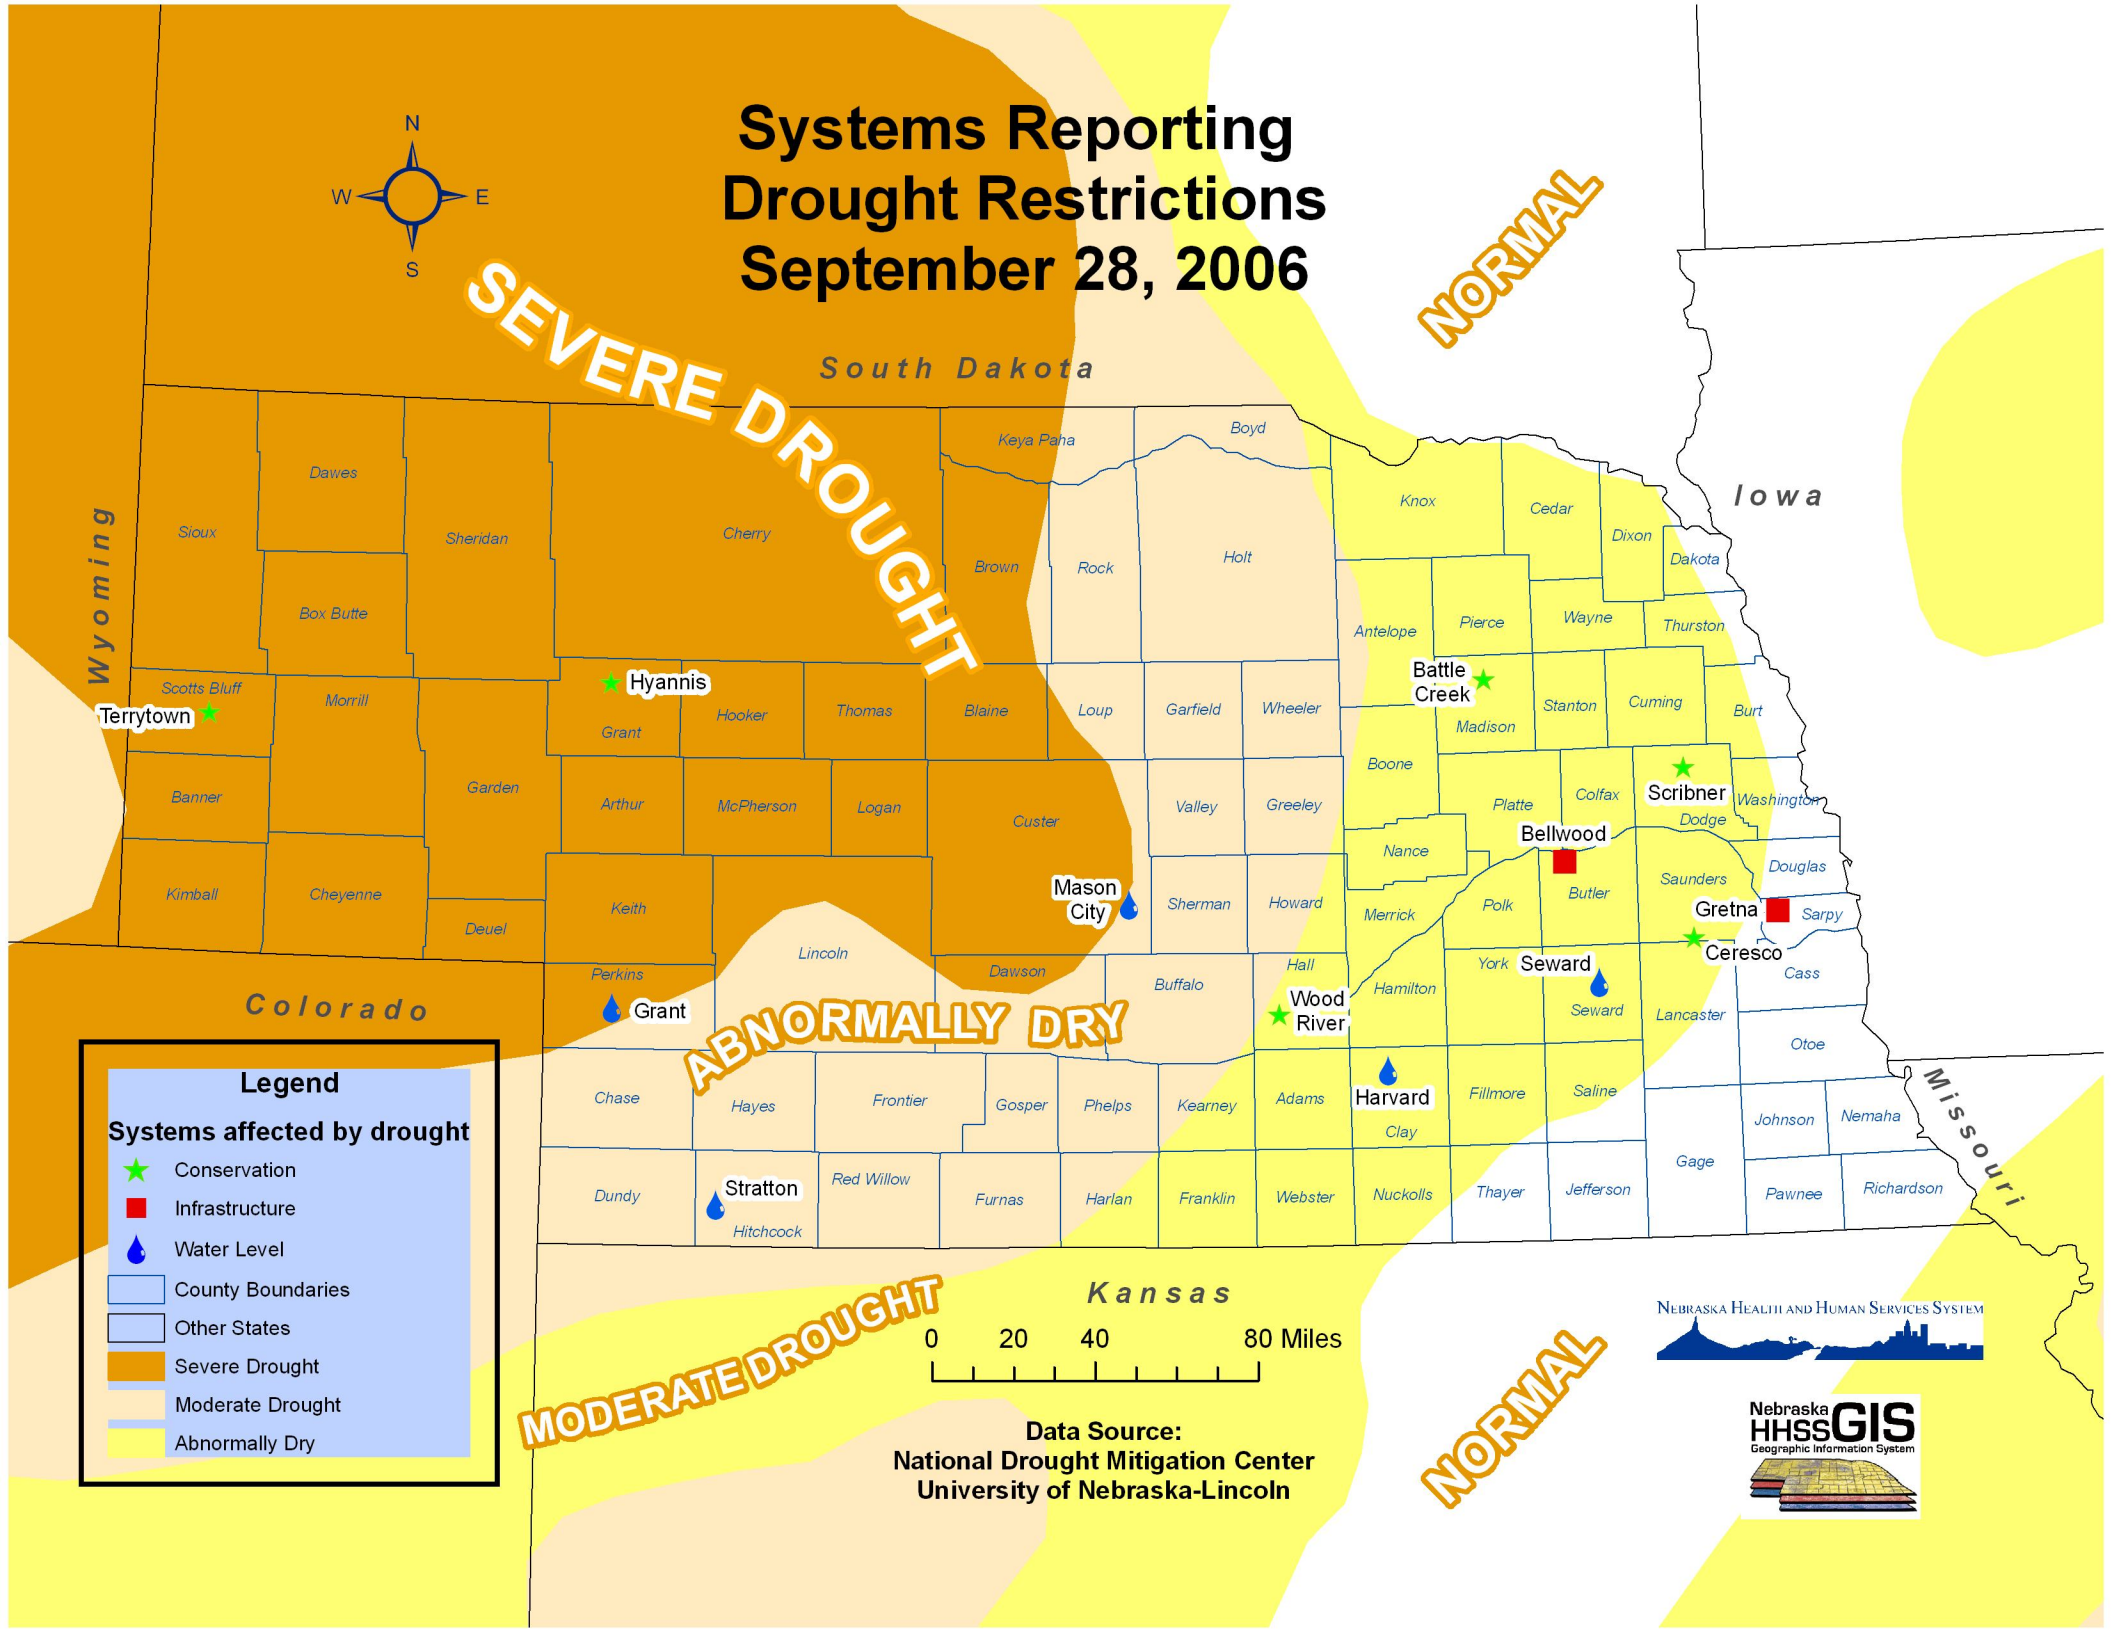 Systems Reporting
Drought Restrictions
September 28, 2006
N
W
E
S
SEVERE DROUGHT
NORMAL
South Dakota
Iowa
Wyoming
Keya Paha
Boyd
Dawes
Sioux
Sheridan
Cherry
Brown
Rock
Holt
Knox
Cedar
Dixon
Dakota
Box Butte
Antelope
Pierce
Wayne
Thurston
Scotts Bluff
Terrytown
Morrill
Hyannis
Grant
Hooker
Thomas
Blaine
Loup
Garfield
Wheeler
Battle
Creek
Madison
Stanton
Cuming
Burt
Boone
Banner
Garden
Arthur
McPherson
Logan
Custer
Valley
Greeley
Platte
Colfax
Scribner
Dodge
Washington
Bellwood
Nance
Kimball
Cheyenne
Deuel
Keith
Mason
City
Sherman
Howard
Merrick
Polk
Butler
Saunders
Douglas
Gretna
Sarpy
Ceresco
Cass
Lincoln
Perkins
Grant
Dawson
Buffalo
Hall
Wood
River
Hamilton
York
Seward
Seward
Lancaster
Otoe
Colorado
ABNORMALLY DRY
Chase
Hayes
Frontier
Gosper
Phelps
Kearney
Adams
Harvard
Clay
Fillmore
Saline
Johnson
Nemaha
Missouri
Dundy
Stratton
Hitchcock
Red Willow
Furnas
Harlan
Franklin
Webster
Nuckolls
Thayer
Jefferson
Gage
Pawnee
Richardson
Legend
Systems affected by drought
Conservation
Infrastructure
Water Level
County Boundaries
Other States
Severe Drought
Moderate Drought
Abnormally Dry
MODERATE DROUGHT
Kansas
0 20 40 80 Miles
Data Source:
National Drought Mitigation Center
University of Nebraska-Lincoln
NORMAL
NEBRASKA HEALTH AND HUMAN SERVICES SYSTEM
Nebraska
HHSS GIS
Geographic Information System